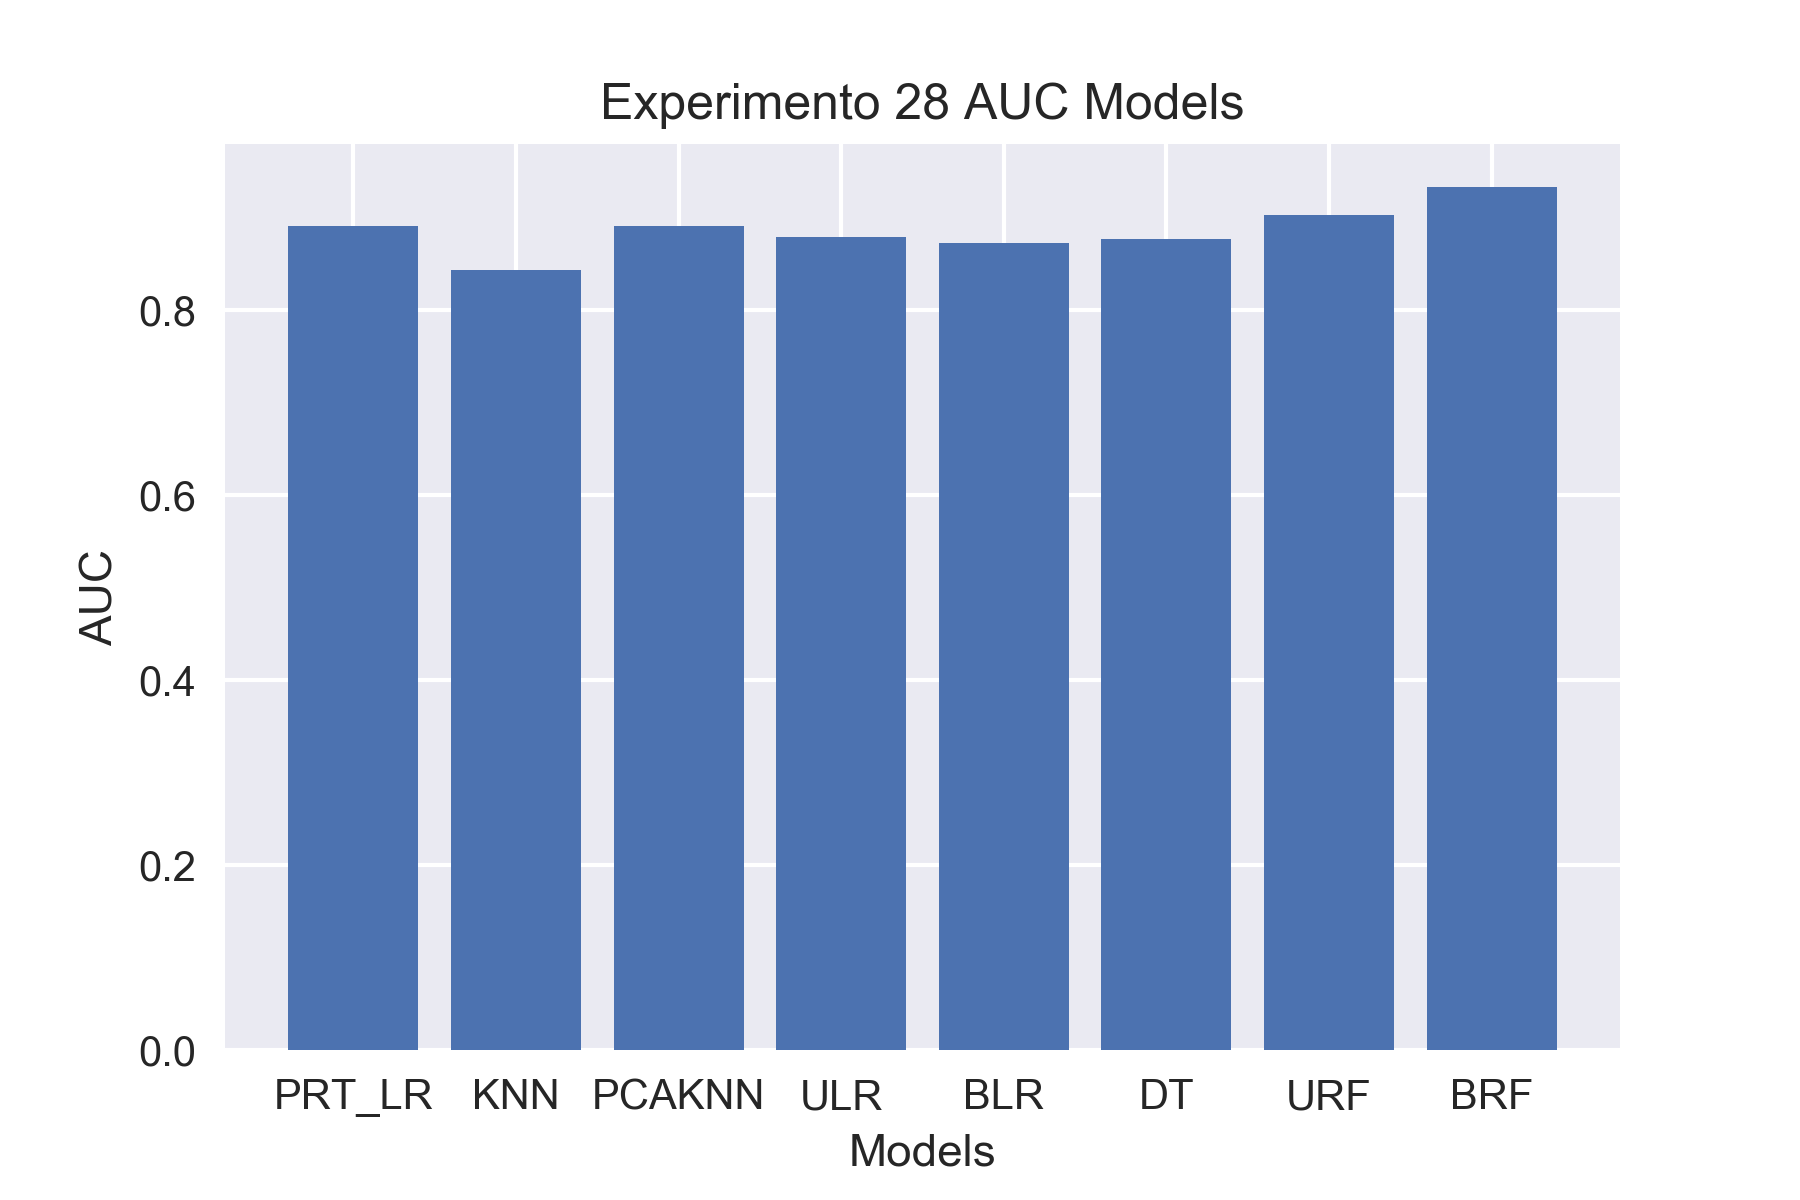 Experimento 28 AUC Models
0.8
0.6
0.4
0.2
0.0
AUC
PRT_LR KNN PCAKNN ULR BLR DT URF BRF
Models